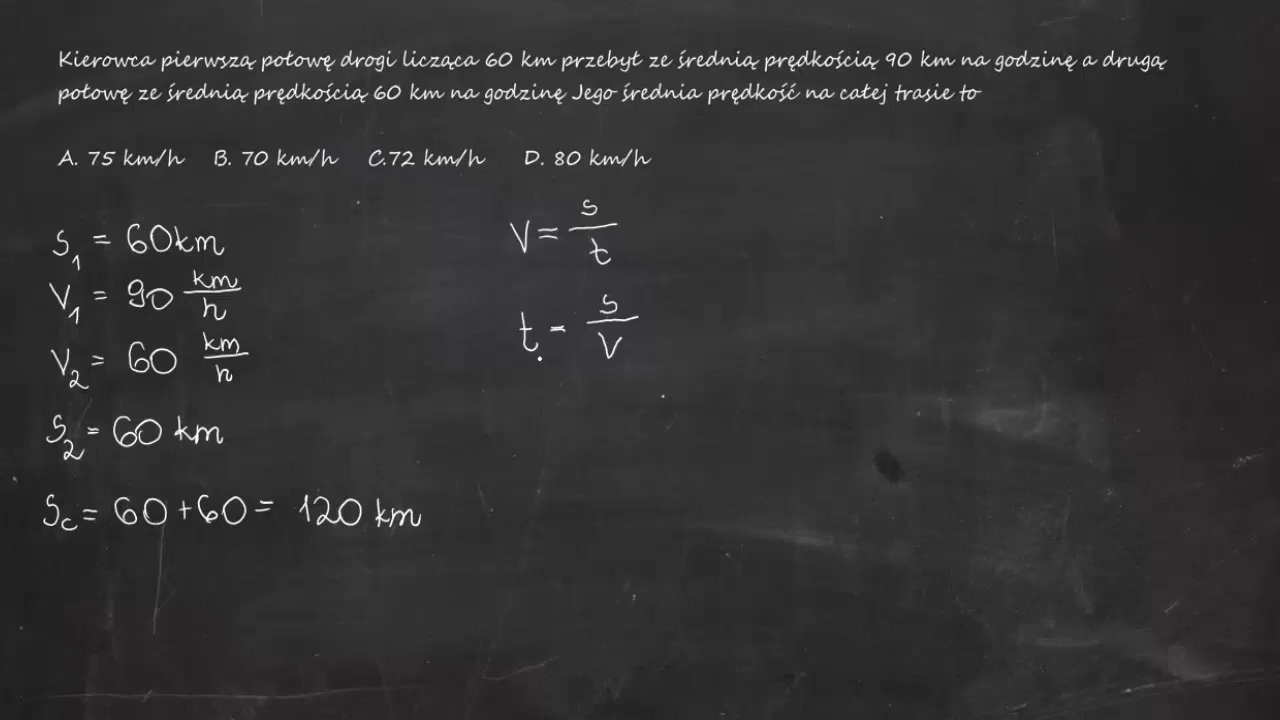 Kierowca pierwszą połowę drogi licząca 60 km przebył ze średnią prędkością 90 km na godzinę a drugą
połowę ze średnią prędkością 60 km na godzinę Jego średnia prędkość na całej trasie to
A. 75 km/h B. 70 km/h C.72 km/h D. 80 km/h
S₁ = 60km
V₁ = 90 km/h
V₂ = 60 km/h
S₂ = 60 km
Sc = 60 + 60 = 120 km
V = s/t
t = s/V